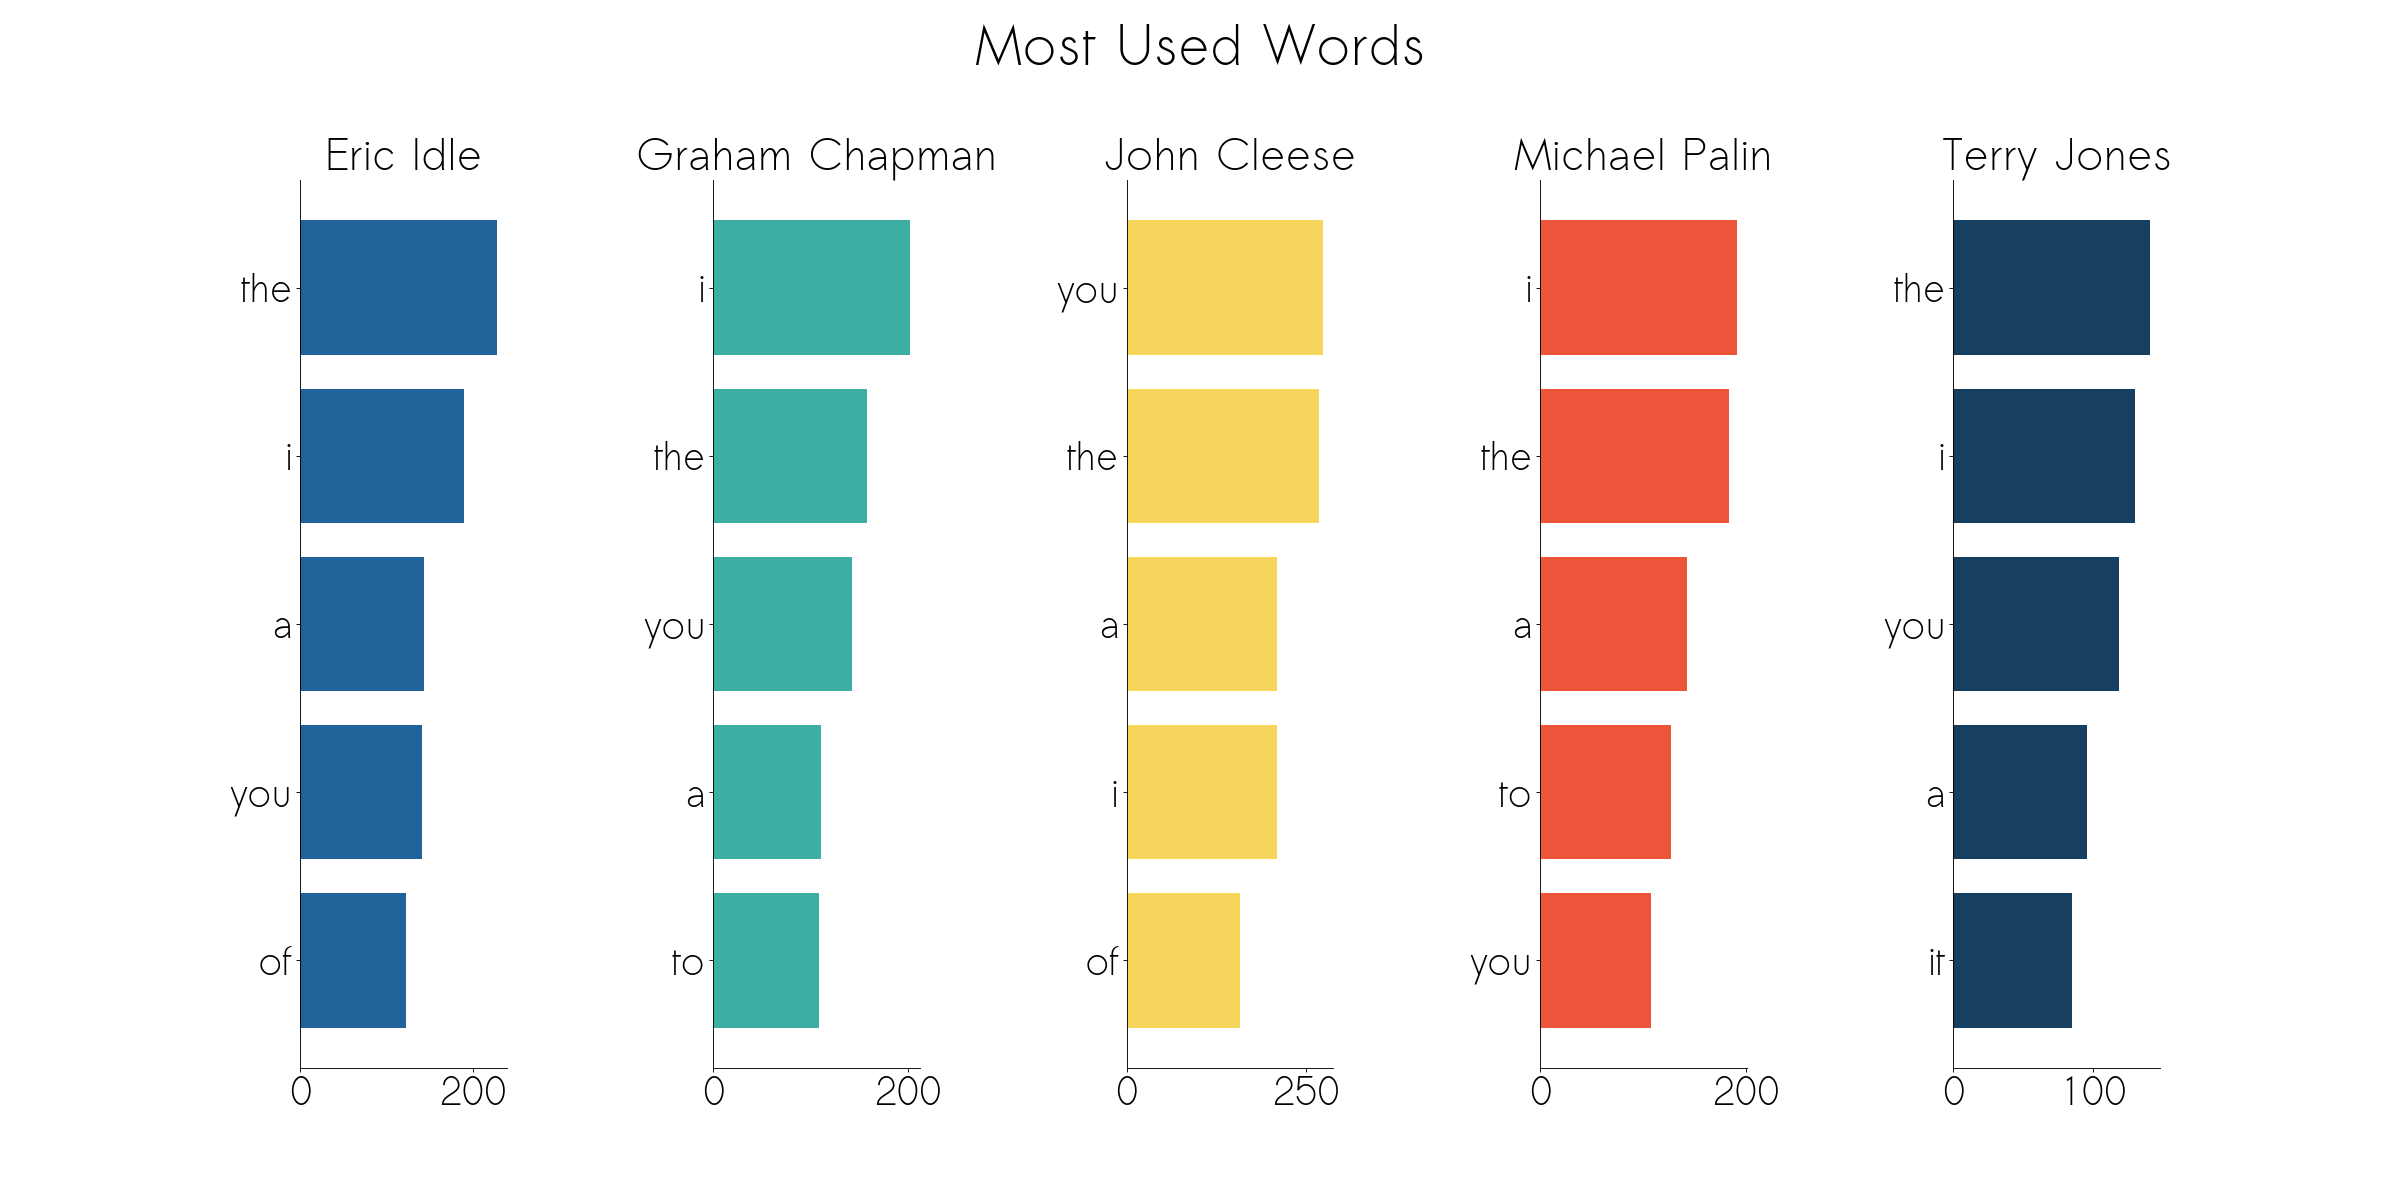 Most Used Words
Eric Idle
the
i
a
you
of
0 200
Graham Chapman
i
the
you
a
to
0 200
John Cleese
you
the
a
i
of
0 250
Michael Palin
i
the
a
to
you
0 200
Terry Jones
the
i
you
a
it
0 100